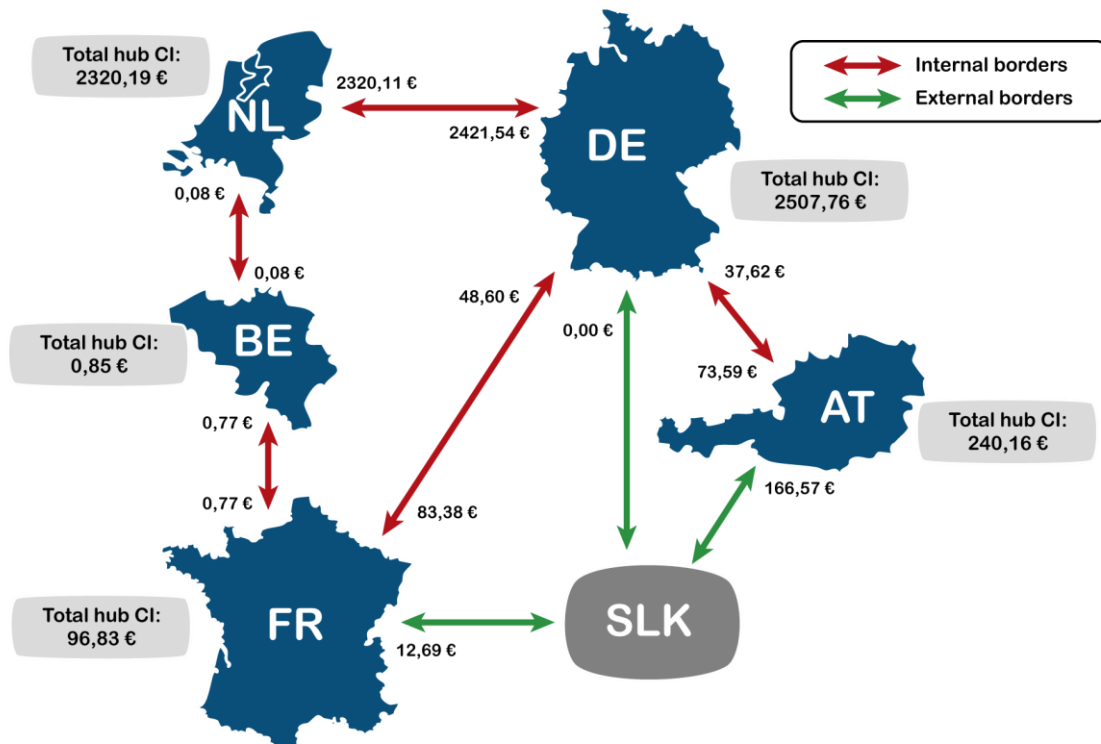 Total hub CI:
2320,19 €
NL
2320,11 €
2421,54 €
DE
Internal borders
External borders
Total hub CI:
2507,76 €
0,08 €
0,08 €
48,60 €
0,00 €
37,62 €
Total hub CI:
0,85 €
BE
73,59 €
AT
Total hub CI:
240,16 €
0,77 €
0,77 €
83,38 €
166,57 €
Total hub CI:
96,83 €
FR
12,69 €
SLK